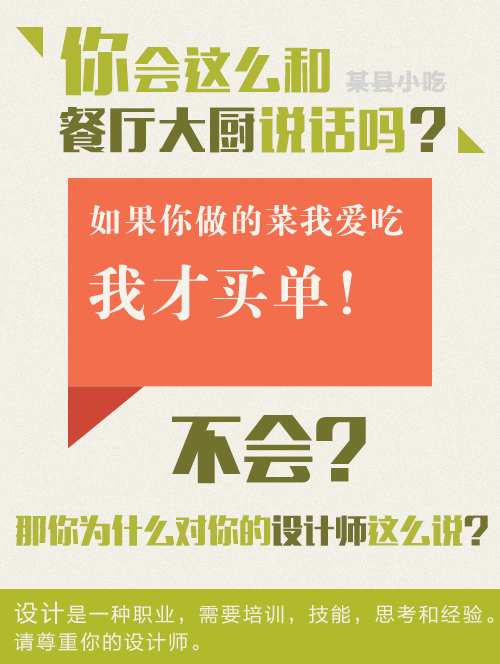 你会这么和 某县小吃
餐厅大厨说话吗?
如果你做的菜我爱吃
我才买单!
不会?
那你为什么对你的设计师这么说?
设计是一种职业，需要培训，技能，思考和经验。
请尊重你的设计师。